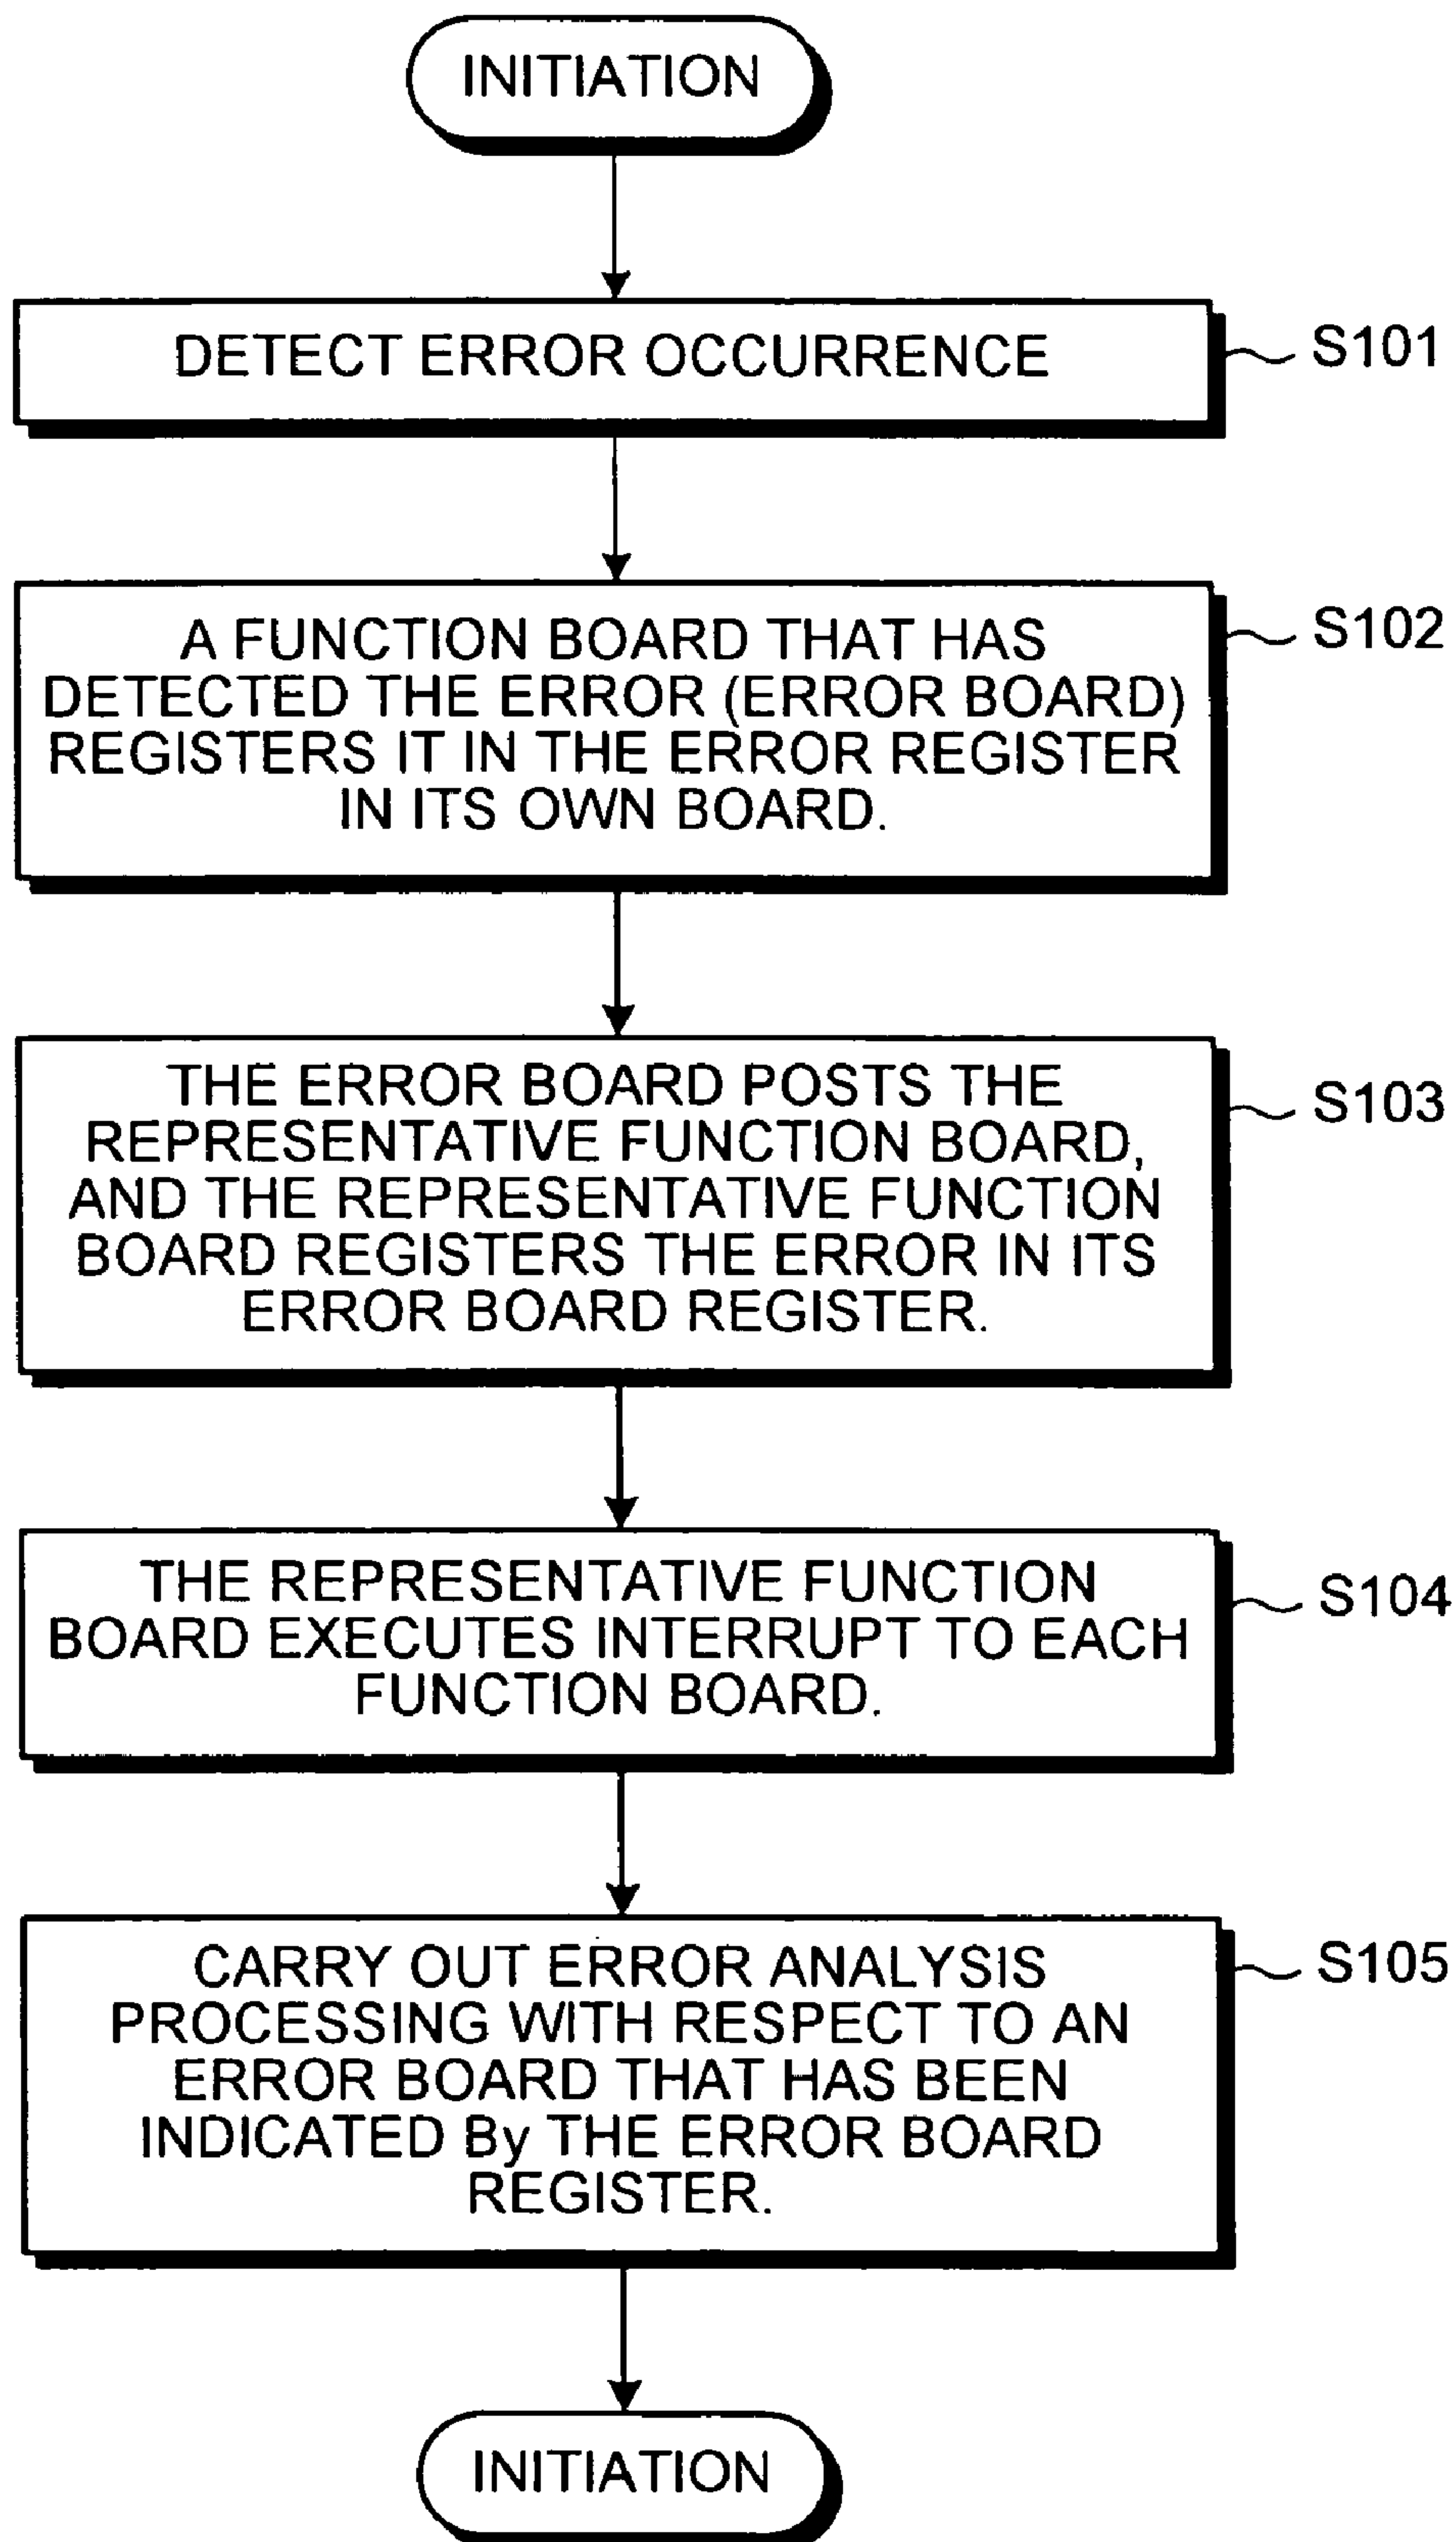 INITIATION
DETECT ERROR OCCURRENCE
S101
A FUNCTION BOARD THAT HAS
DETECTED THE ERROR (ERROR BOARD)
REGISTERS IT IN THE ERROR REGISTER
IN ITS OWN BOARD.
S102
THE ERROR BOARD POSTS THE
REPRESENTATIVE FUNCTION BOARD,
AND THE REPRESENTATIVE FUNCTION
BOARD REGISTERS THE ERROR IN ITS
ERROR BOARD REGISTER.
S103
THE REPRESENTATIVE FUNCTION
BOARD EXECUTES INTERRUPT TO EACH
FUNCTION BOARD.
S104
CARRY OUT ERROR ANALYSIS
PROCESSING WITH RESPECT TO AN
ERROR BOARD THAT HAS BEEN
INDICATED By THE ERROR BOARD
REGISTER.
S105
INITIATION